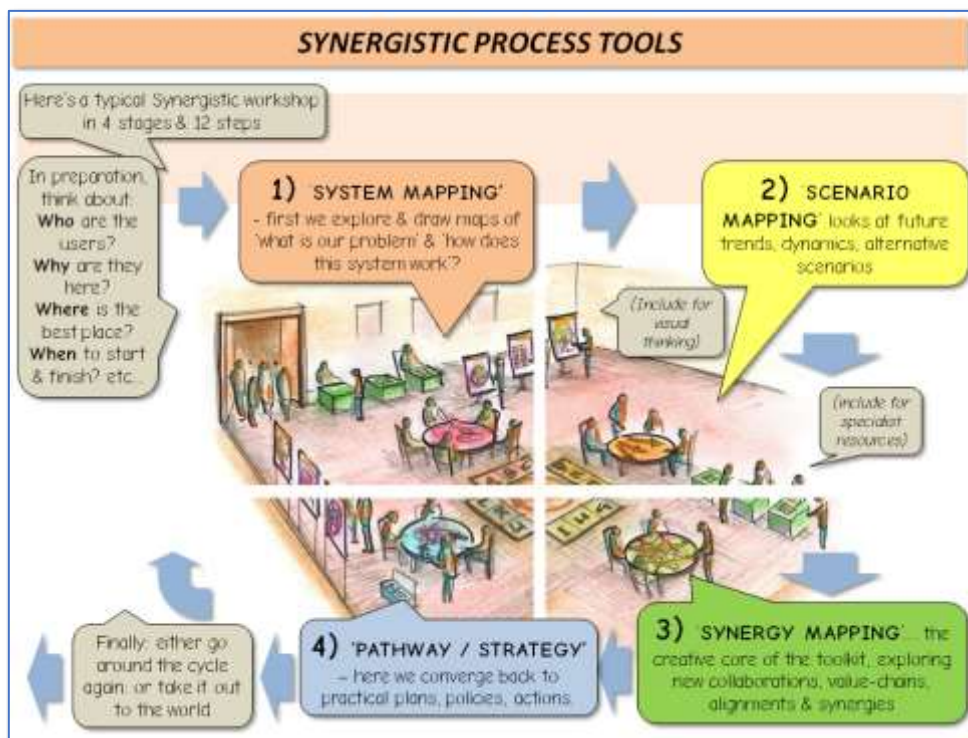 SYNERGISTIC PROCESS TOOLS
Here's a typical Synergistic workshop
in 4 stages & 12 steps
In preparation,
think about:
Who are the
users?
Why are they
here?
Where is the
best place?
When to start
& finish? etc...
1) 'SYSTEM MAPPING'
– first we explore & draw maps of
'what is our problem' & 'how does
this system work'?
2) SCENARIO
MAPPING' looks at future
trends, dynamics, alternative
scenarios
(Include for
visual
thinking)
(include for
specialist
resources)
3) 'SYNERGY MAPPING'... the
creative core of the toolkit, exploring
new collaborations, value-chains,
alignments & synergies
4) 'PATHWAY / STRATEGY'
– here we converge back to
practical plans, policies, actions.
Finally: either go
around the cycle
again: or take it out
to the world